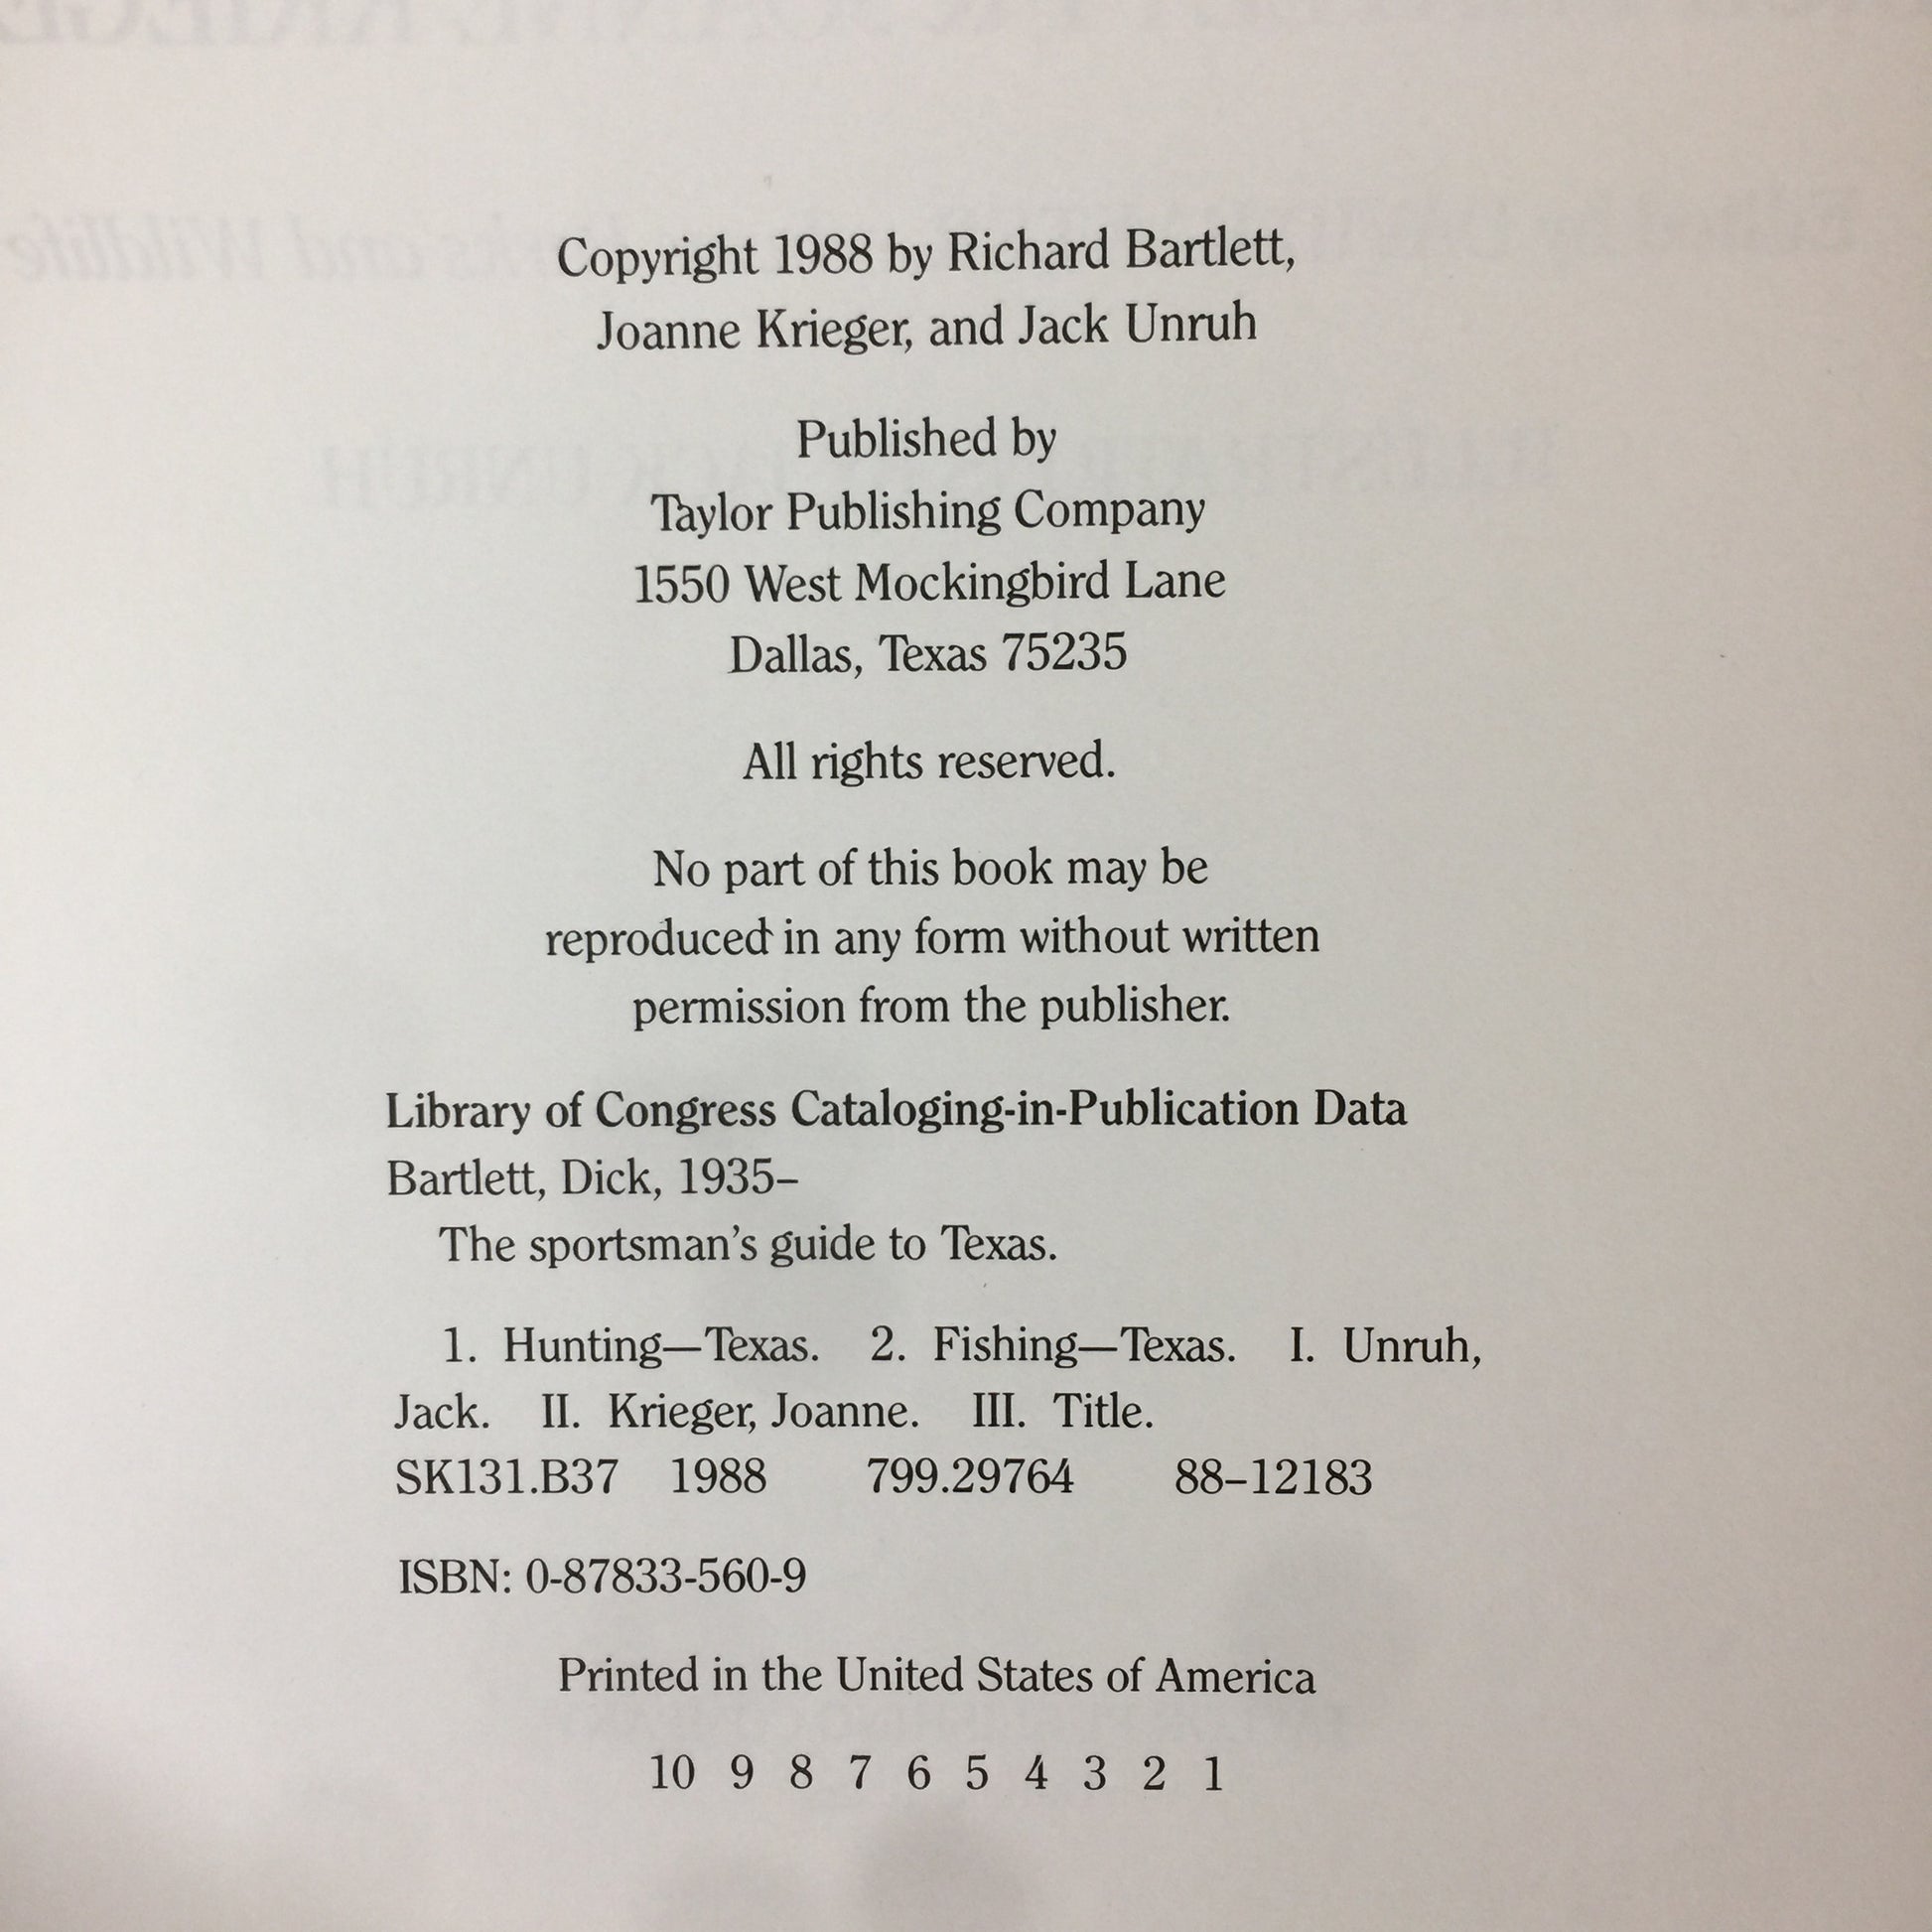 Copyright 1988 by Richard Bartlett,
Joanne Krieger, and Jack Unruh
Published by
Taylor Publishing Company
1550 West Mockingbird Lane
Dallas, Texas 75235
All rights reserved.
No part of this book may be
reproduced in any form without written
permission from the publisher.
Library of Congress Cataloging-in-Publication Data
Bartlett, Dick, 1935–
The sportsman's guide to Texas.
1. Hunting—Texas. 2. Fishing—Texas. I. Unruh,
Jack. II. Krieger, Joanne. III. Title.
SK131.B37 1988 799.29764 88–12183
ISBN: 0-87833-560-9
Printed in the United States of America
10 9 8 7 6 5 4 3 2 1